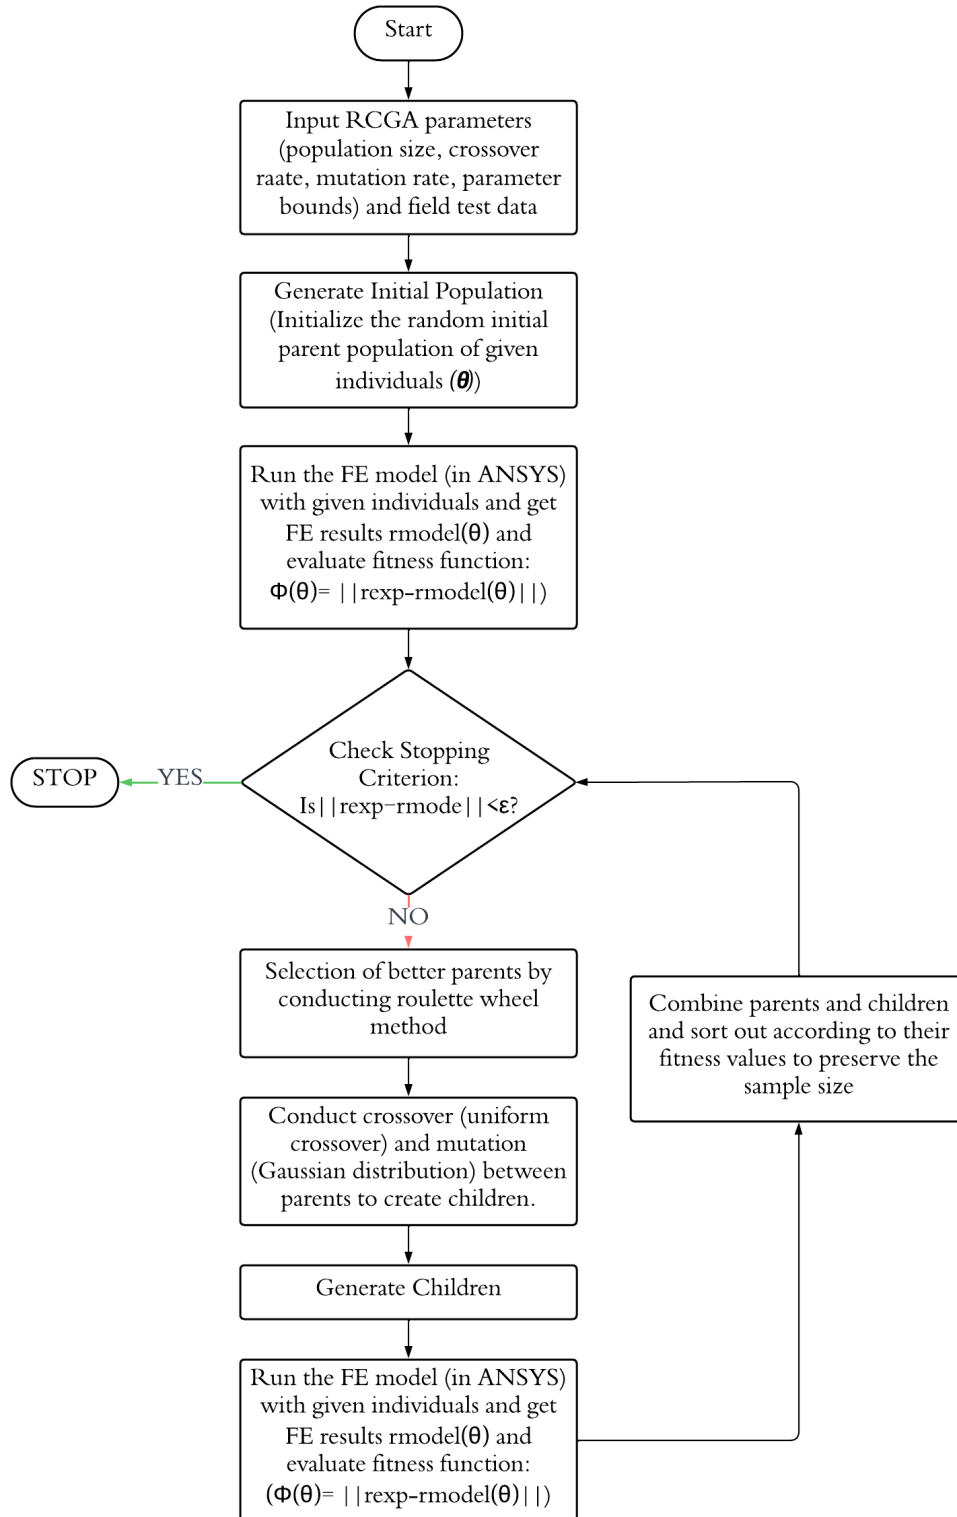 Start
Input RCGA parameters
(population size, crossover
raate, mutation rate, parameter
bounds) and field test data
Generate Initial Population
(Initialize the random initial
parent population of given
individuals (θ))
Run the FE model (in ANSYS)
with given individuals and get
FE results rmodel(θ) and
evaluate fitness function:
Φ(θ)= ||rexp-rmodel(θ)||)
Check Stopping
Criterion:
Is||rexp−rmode||<ε?
YES
STOP
NO
Selection of better parents by
conducting roulette wheel
method
Conduct crossover (uniform
crossover) and mutation
(Gaussian distribution) between
parents to create children.
Generate Children
Run the FE model (in ANSYS)
with given individuals and get
FE results rmodel(θ) and
evaluate fitness function:
(Φ(θ)= ||rexp-rmodel(θ)||)
Combine parents and children
and sort out according to their
fitness values to preserve the
sample size